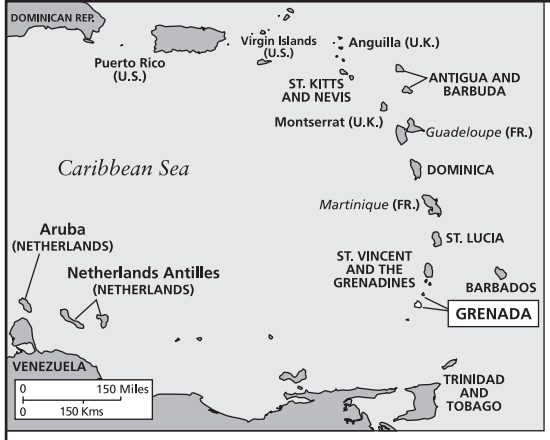 DOMINICAN REP.
Puerto Rico
(U.S.)
Virgin Islands
(U.S.)
Anguilla (U.K.)
ST. KITTS
AND NEVIS
ANTIGUA AND
BARBUDA
Montserrat (U.K.)
Guadeloupe (FR.)
Caribbean Sea
DOMINICA
Martinique (FR.)
Aruba
(NETHERLANDS)
ST. LUCIA
Netherlands Antilles
(NETHERLANDS)
ST. VINCENT
AND THE
GRENADINES
BARBADOS
GRENADA
VENEZUELA
0 150 Miles
0 150 Kms
TRINIDAD
AND
TOBAGO